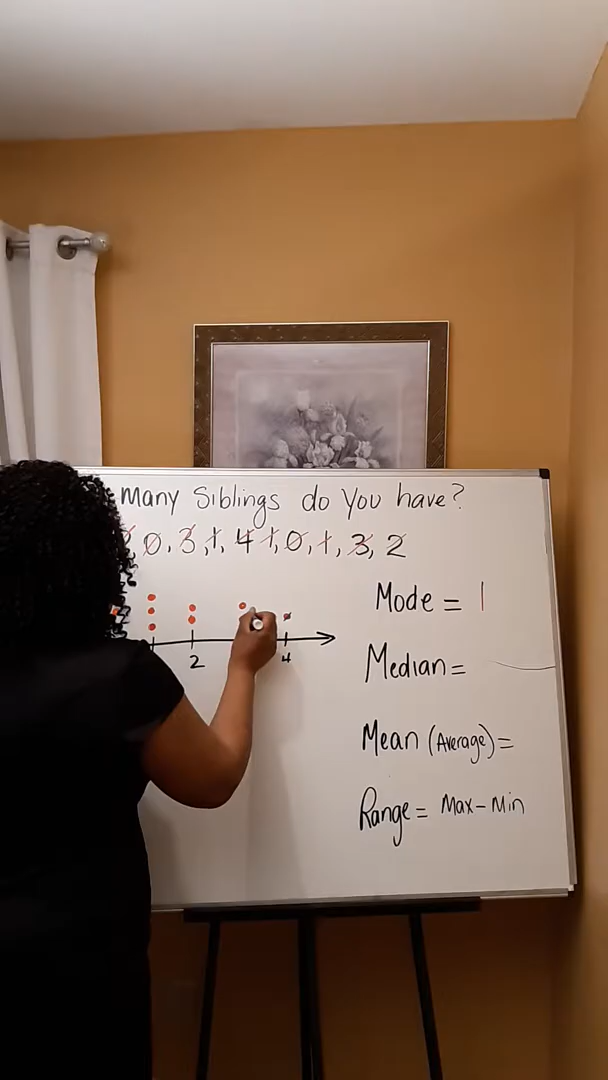 many Siblings do You have?
0, 3, 1, 4, 1, 0, 1, 3, 2
Mode = 1
Median =
2 4
Mean (Average) =
Range = Max - Min